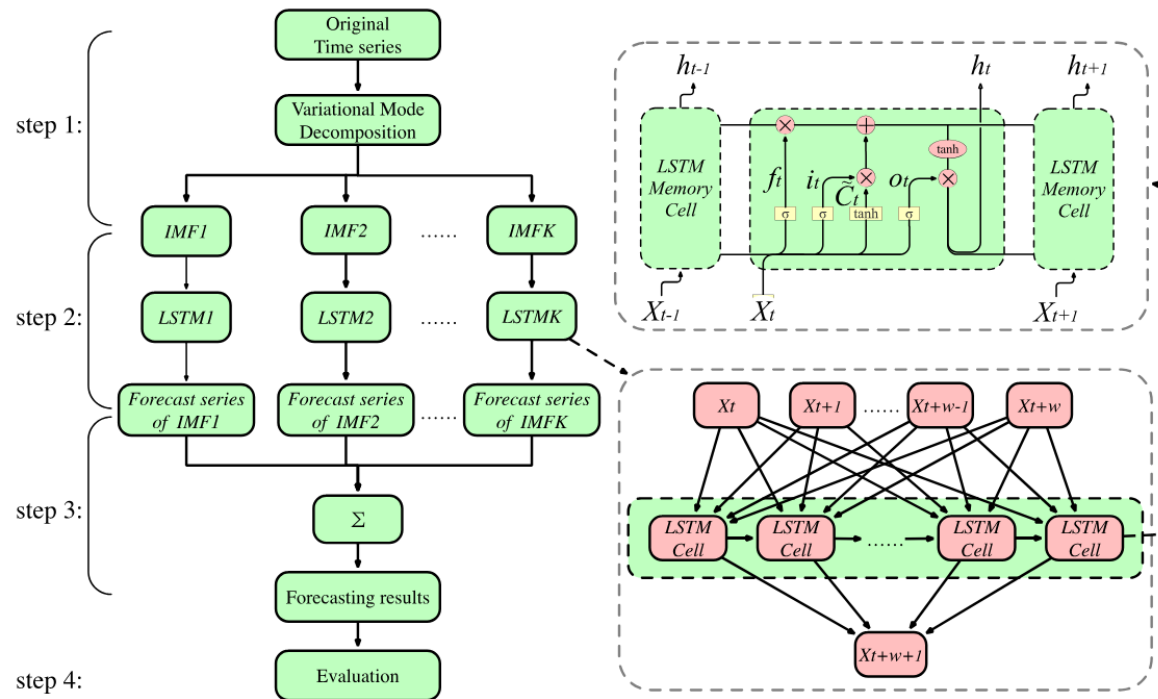 Original
Time series
step 1:
Variational Mode
Decomposition
IMF1
IMF2
......
IMFK
step 2:
LSTM1
LSTM2
......
LSTMK
Forecast series
of IMF1
Forecast series
of IMF2
......
Forecast series
of IMFK
step 3:
Σ
Forecasting results
step 4:
Evaluation
ht-1
ht
ht+1
LSTM
Memory
Cell
×
+
tanh
ft
it
×
C̃t
ot
×
σ
σ
tanh
σ
LSTM
Memory
Cell
Xt-1
Xt
Xt+1
Xt
Xt+1
......
Xt+w-1
Xt+w
LSTM
Cell
LSTM
Cell
......
LSTM
Cell
LSTM
Cell
Xt+w+1